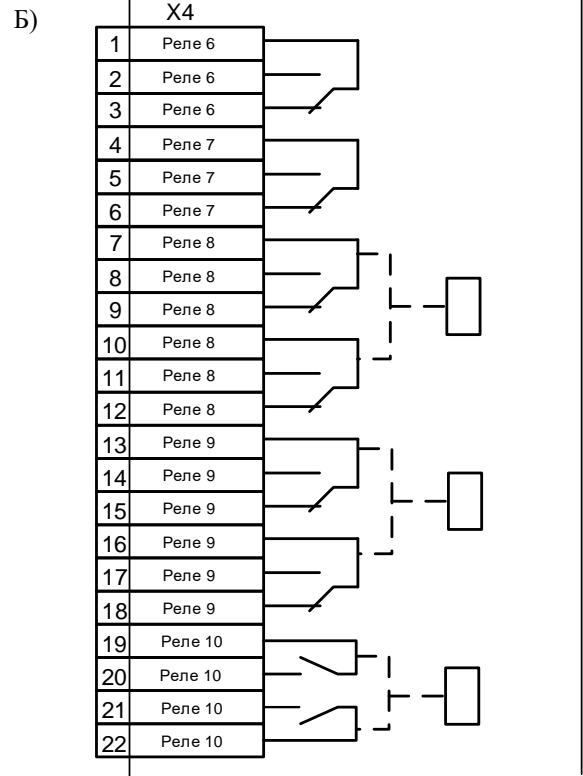 Б)
X4
1 Реле 6
2 Реле 6
3 Реле 6
4 Реле 7
5 Реле 7
6 Реле 7
7 Реле 8
8 Реле 8
9 Реле 8
10 Реле 8
11 Реле 8
12 Реле 8
13 Реле 9
14 Реле 9
15 Реле 9
16 Реле 9
17 Реле 9
18 Реле 9
19 Реле 10
20 Реле 10
21 Реле 10
22 Реле 10